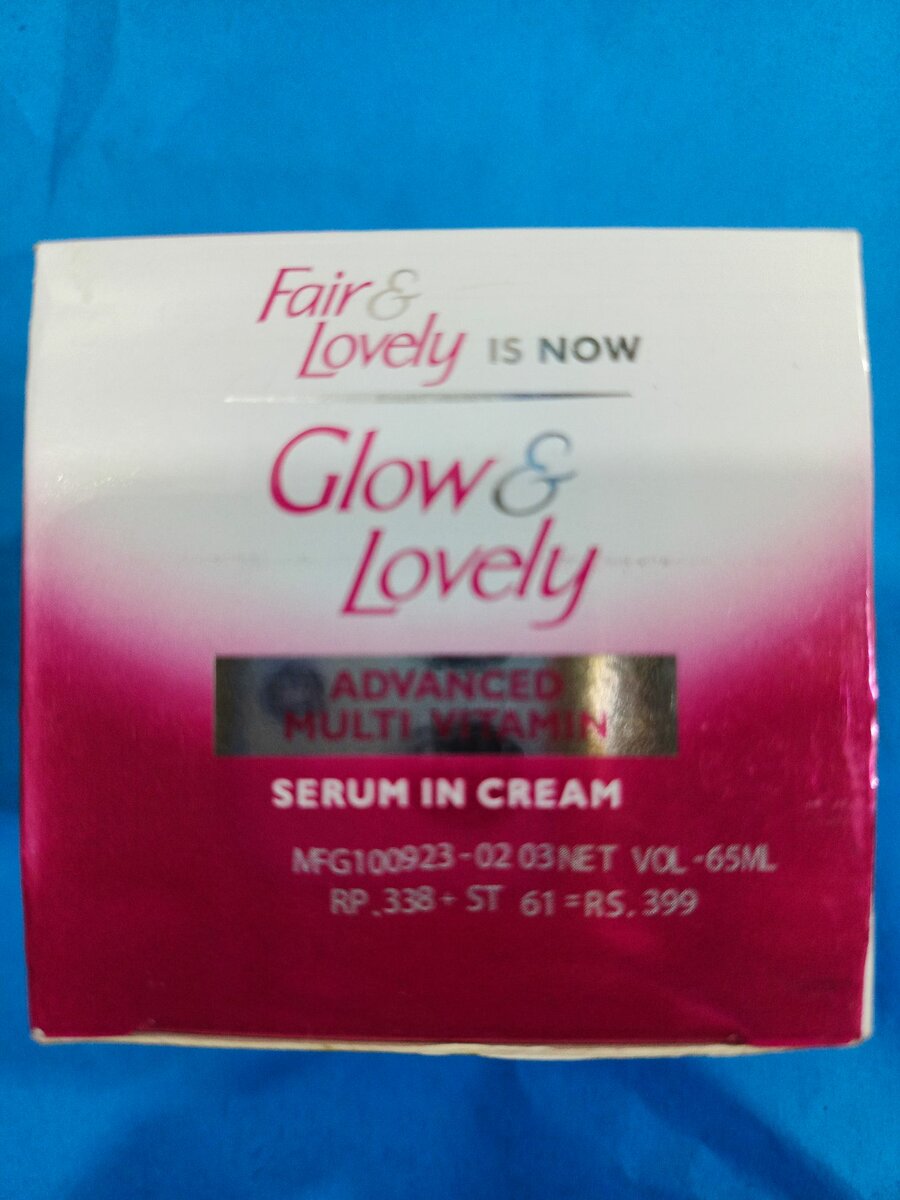 Fair &
Lovely IS NOW
Glow &
Lovely
ADVANCED
MULTI VITAMIN
SERUM IN CREAM
MFG100923-02 03 NET VOL-65ML
RP.338+ ST 61=RS.399